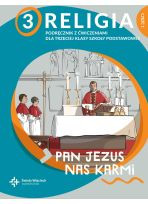 3 RELIGIA
PODRĘCZNIK Z ĆWICZENIAMI
DLA TRZECIEJ KLASY SZKOŁY PODSTAWOWEJ
PAN JEZUS
NAS KARMI
Święty Wojciech